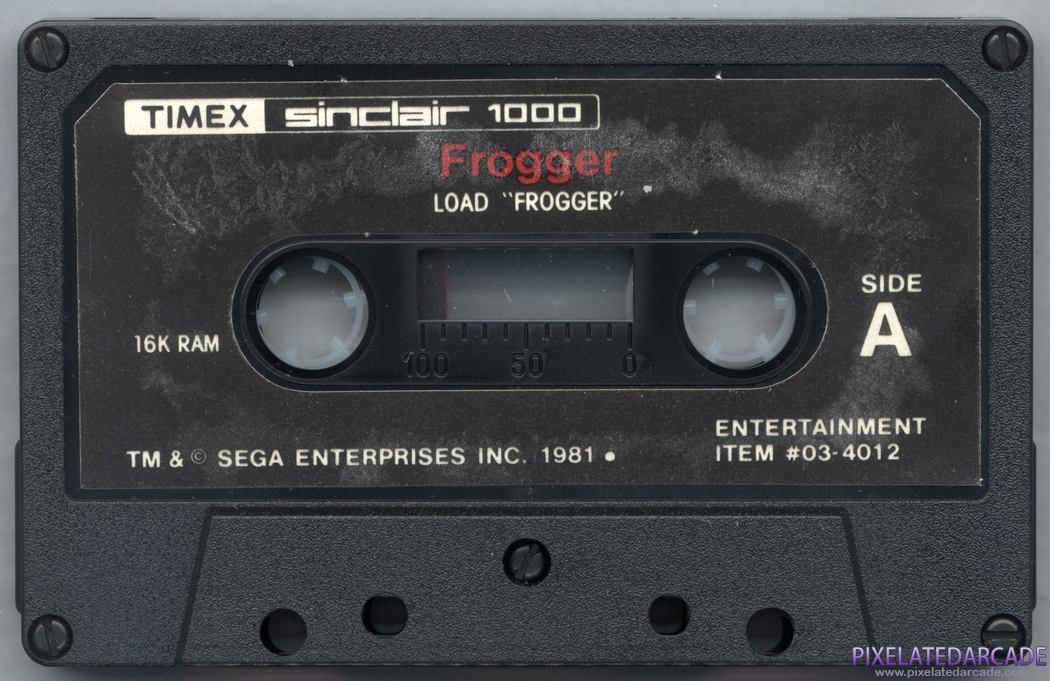 TIMEX sinclair 1000
Frogger
LOAD "FROGGER"
SIDE
A
16K RAM
100 50 0
ENTERTAINMENT
ITEM #03-4012
TM & © SEGA ENTERPRISES INC. 1981 •
PIXELATEDARCADE
www.pixelatedarcade.com